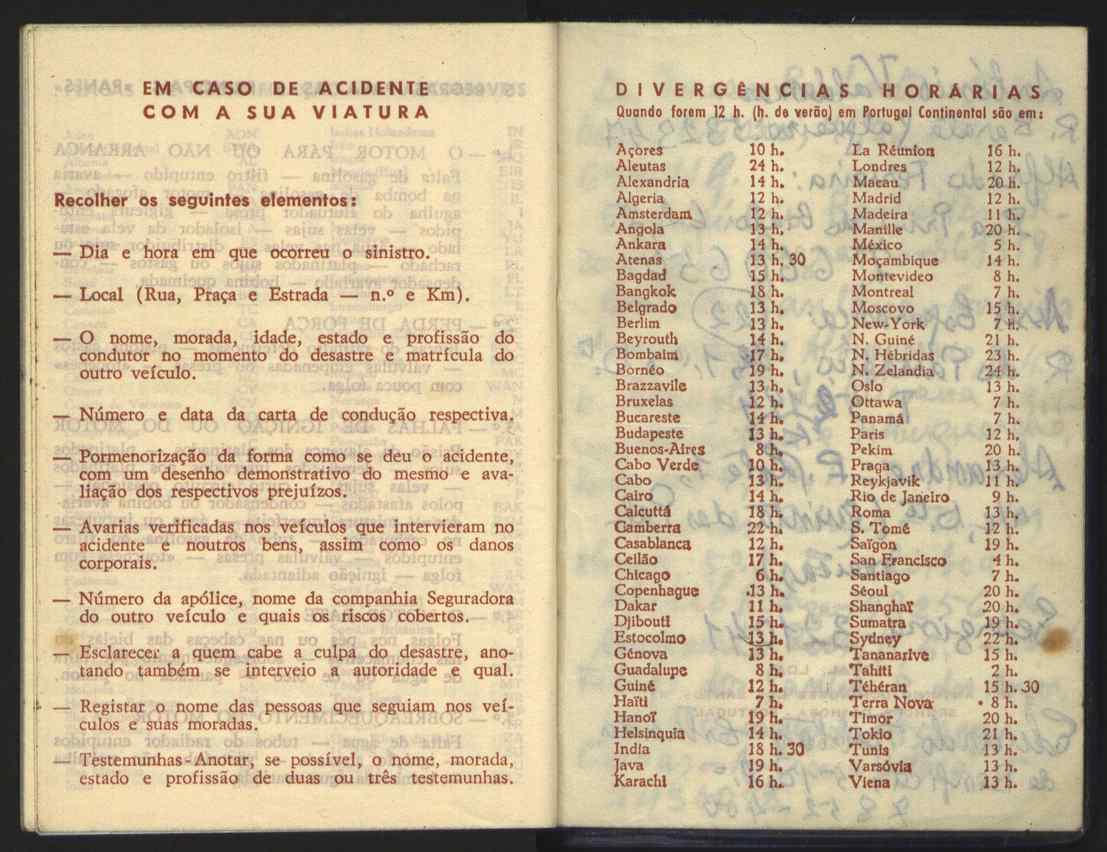 EM CASO DE ACIDENTE
COM A SUA VIATURA
Recolher os seguintes elementos:
— Dia e hora em que ocorreu o sinistro.
— Local (Rua, Praça e Estrada — n.º e Km).
— O nome, morada, idade, estado e profissão do
condutor no momento do desastre e matrícula do
outro veículo.
— Número e data da carta de condução respectiva.
— Pormenorização da forma como se deu o acidente,
com um desenho demonstrativo do mesmo e ava-
liação dos respectivos prejuízos.
— Avarias verificadas nos veículos que intervieram no
acidente e noutros bens, assim como os danos
corporais.
— Número da apólice, nome da companhia Seguradora
do outro veículo e quais os riscos cobertos.
— Esclarecer a quem cabe a culpa do desastre, ano-
tando também se interveio a autoridade e qual.
— Registar o nome das pessoas que seguiam nos veí-
culos e suas moradas.
— Testemunhas-Anotar, se possível, o nome, morada,
estado e profissão de duas ou três testemunhas.
DIVERGÊNCIAS HORÁRIAS
Quando forem 12 h. (h. de verão) em Portugal Continental são em:
Açores 10 h.
Aleutas 24 h.
Alexandria 14 h.
Algeria 12 h.
Amsterdam 12 h.
Angola 13 h.
Ankara 14 h.
Atenas 13 h. 30
Bagdad 15 h.
Bangkok 18 h.
Belgrado 13 h.
Berlim 13 h.
Beyrouth 14 h.
Bombaim 17 h.
Bornéo 19 h.
Brazzavile 13 h.
Bruxelas 12 h.
Bucareste 14 h.
Budapeste 13 h.
Buenos-Aires 8 h.
Cabo Verde 10 h.
Cabo 13 h.
Cairo 14 h.
Calcuttá 18 h.
Camberra 22 h.
Casablanca 12 h.
Ceilão 17 h.
Chicago 6 h.
Copenhague 13 h.
Dakar 11 h.
Djibouti 15 h.
Estocolmo 13 h.
Génova 13 h.
Guadalupe 8 h.
Guiné 12 h.
Haïti 7 h.
Hanoï 19 h.
Helsinquia 14 h.
India 18 h. 30
Java 19 h.
Karachi 16 h.
La Réunion 16 h.
Londres 12 h.
Macau 20 h.
Madrid 12 h.
Madeira 11 h.
Manille 20 h.
México 5 h.
Moçambique 14 h.
Montevideo 8 h.
Montreal 7 h.
Moscovo 15 h.
New-York 7 h.
N. Guiné 21 h.
N. Hébridas 23 h.
N. Zelandia 24 h.
Oslo 13 h.
Ottawa 7 h.
Panamá 7 h.
Paris 12 h.
Pekim 20 h.
Praga 13 h.
Reykjavik 11 h.
Rio de Janeiro 9 h.
Roma 13 h.
S. Tomé 12 h.
Saïgon 19 h.
San Francisco 4 h.
Santiago 7 h.
Séoul 20 h.
Shanghaï 20 h.
Sumatra 19 h.
Sydney 22 h.
Tananarive 15 h.
Tahiti 2 h.
Téhéran 15 h. 30
Terra Nova 8 h.
Timor 20 h.
Tokio 21 h.
Tunis 13 h.
Varsóvia 13 h.
Viena 13 h.